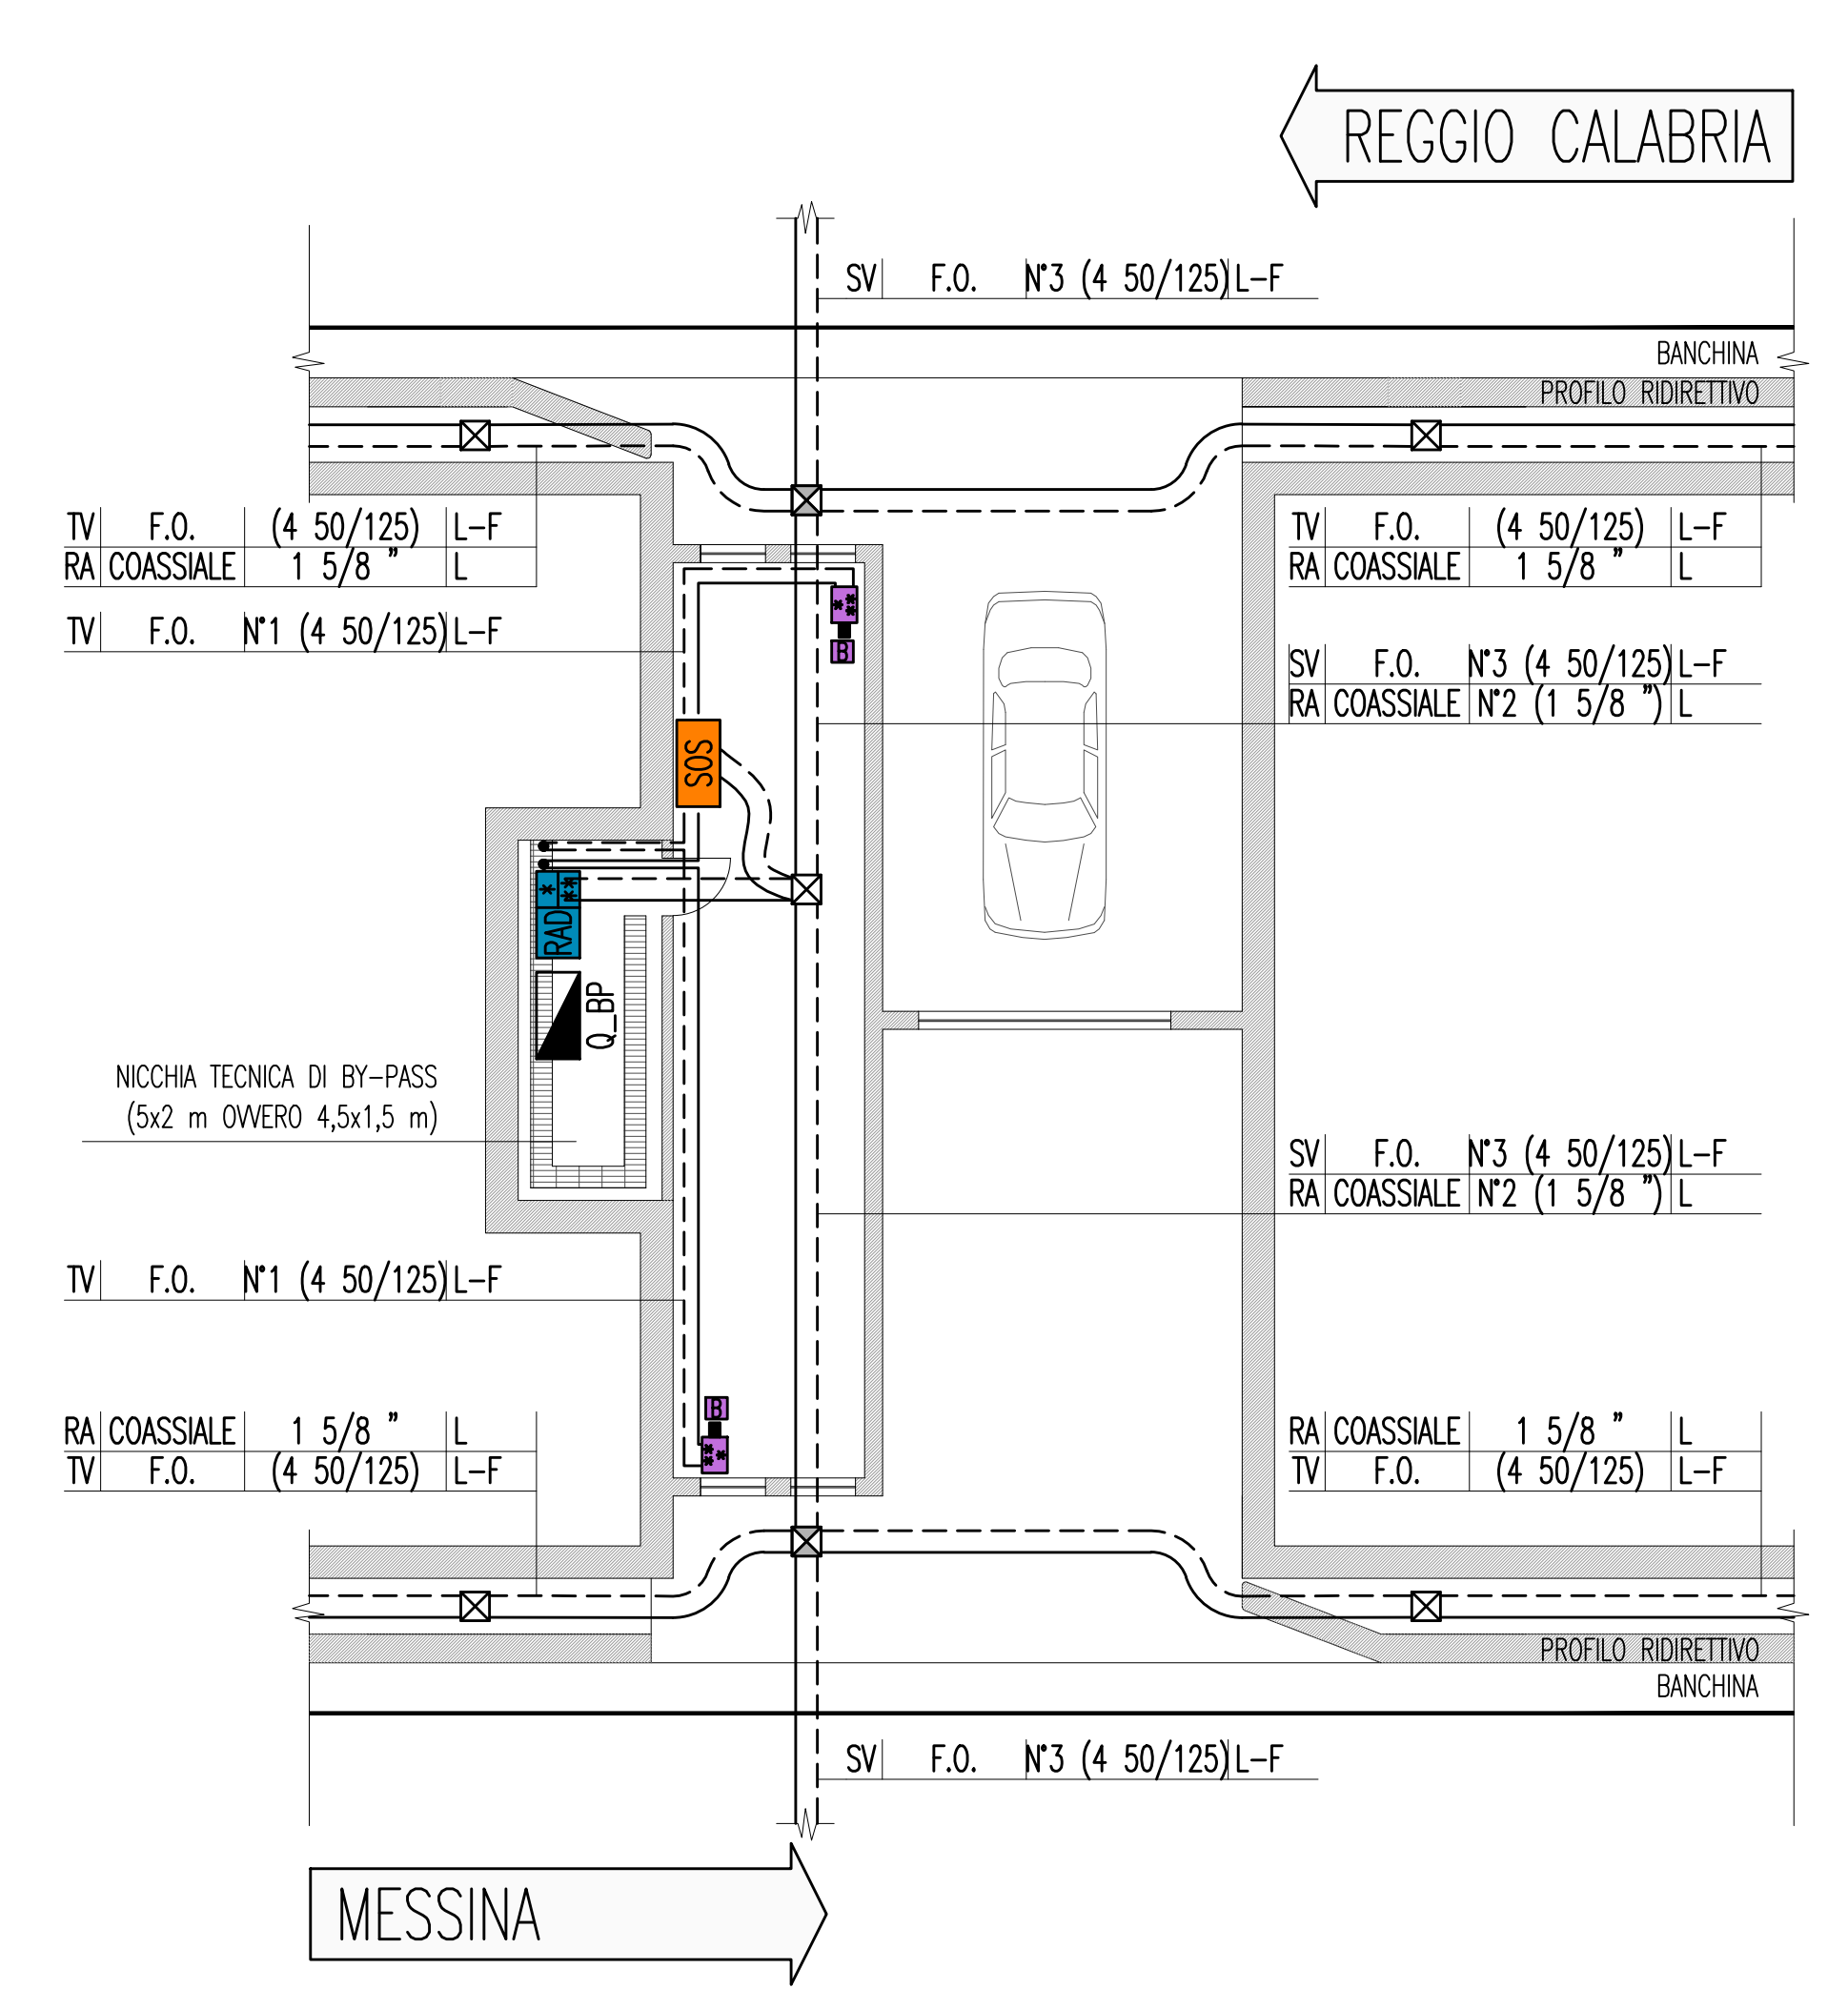 REGGIO CALABRIA
SV F.O. N°3 (4 50/125) L-F
BANCHINA
PROFILO RIDIRETTIVO
TV F.O. (4 50/125) L-F
RA COASSIALE 1 5/8 " L
TV F.O. (4 50/125) L-F
RA COASSIALE 1 5/8 " L
TV F.O. N°1 (4 50/125) L-F
** *
B
SV F.O. N°3 (4 50/125) L-F
RA COASSIALE N°2 (1 5/8 ") L
SOS
* **
RAD
Q_BP
NICCHIA TECNICA DI BY-PASS
(5x2 m OVVERO 4,5x1,5 m)
SV F.O. N°3 (4 50/125) L-F
RA COASSIALE N°2 (1 5/8 ") L
TV F.O. N°1 (4 50/125) L-F
B
** *
RA COASSIALE 1 5/8 " L
TV F.O. (4 50/125) L-F
RA COASSIALE 1 5/8 " L
TV F.O. (4 50/125) L-F
PROFILO RIDIRETTIVO
BANCHINA
SV F.O. N°3 (4 50/125) L-F
MESSINA